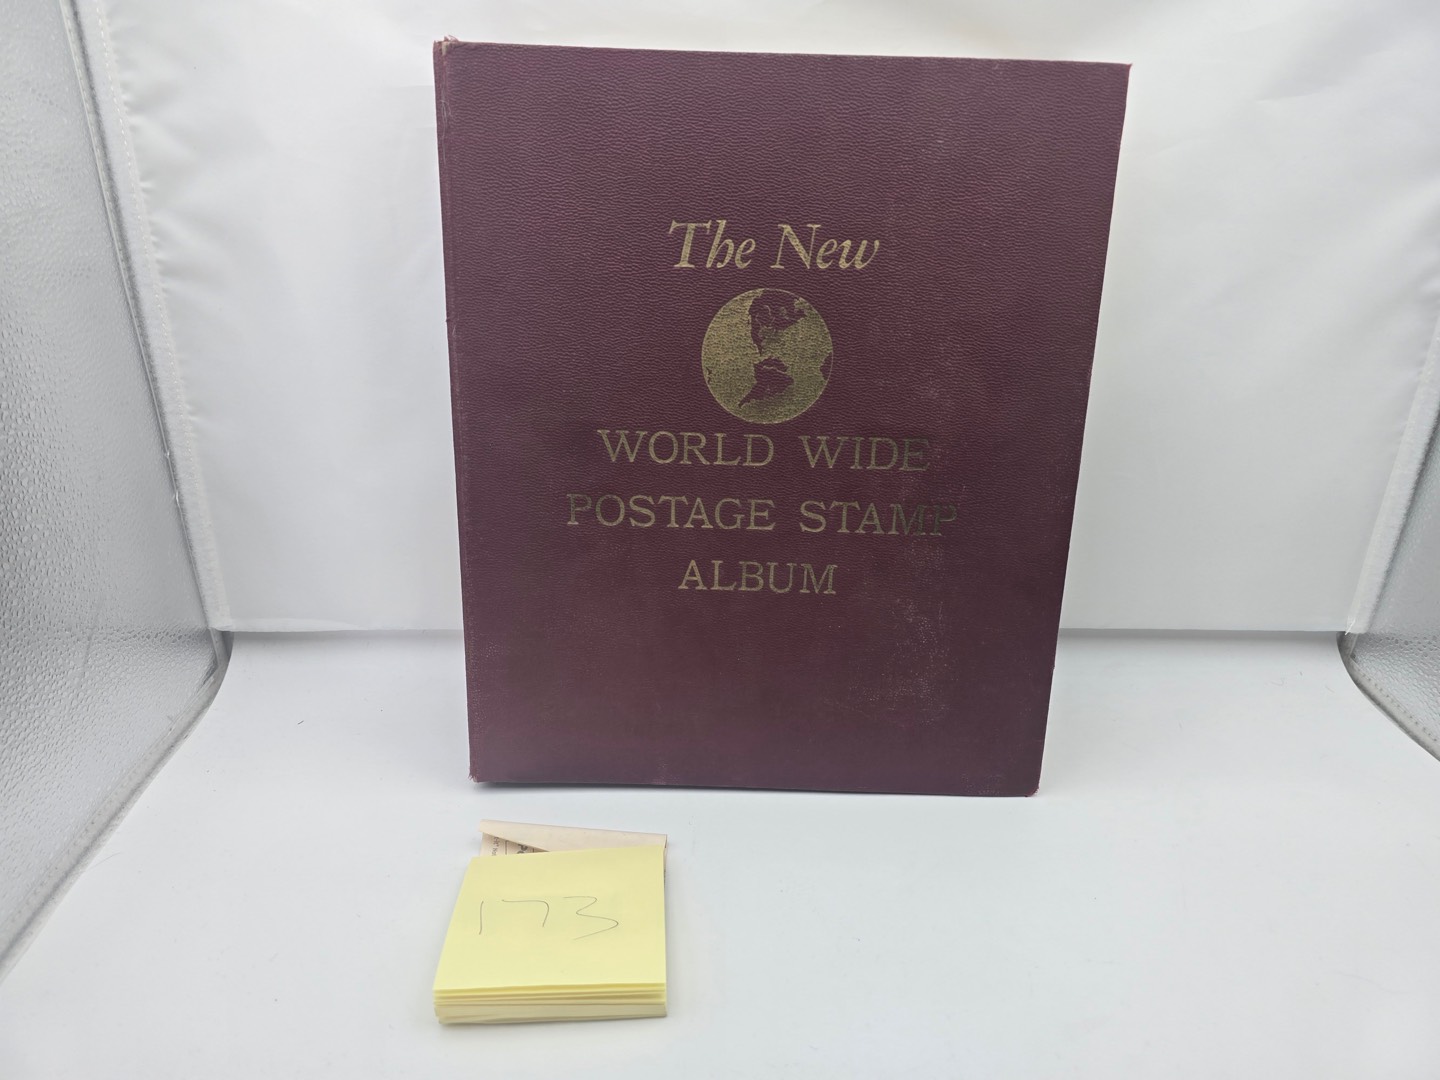 The New
WORLD WIDE
POSTAGE STAMP
ALBUM
173